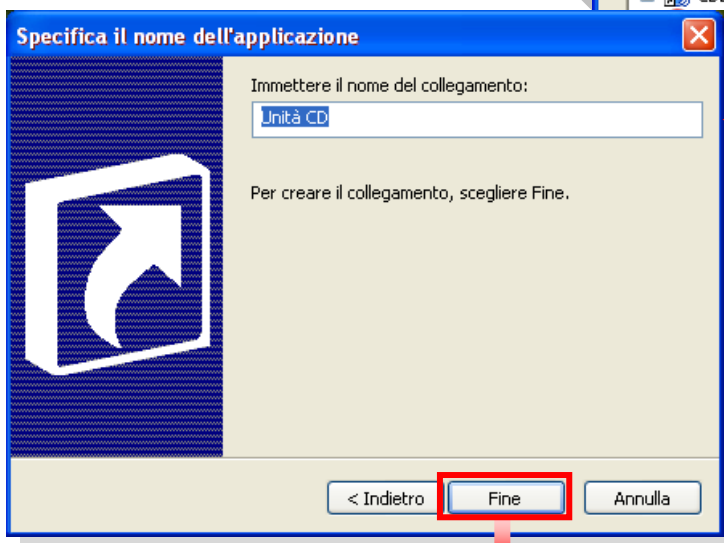 Specifica il nome dell'applicazione
Immettere il nome del collegamento:
Unità CD
Per creare il collegamento, scegliere Fine.
< Indietro
Fine
Annulla